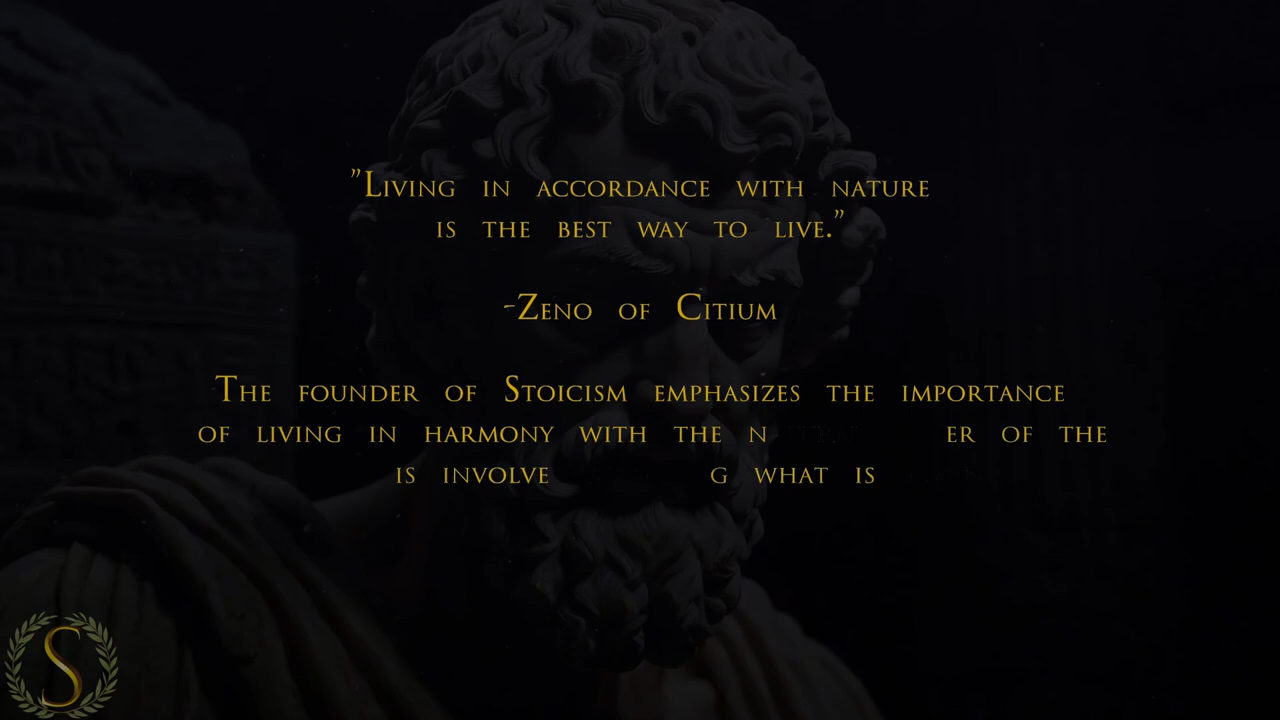 "Living in accordance with nature
is the best way to live."
-Zeno of Citium
The founder of Stoicism emphasizes the importance
of living in harmony with the n er of the
is involve g what is
S